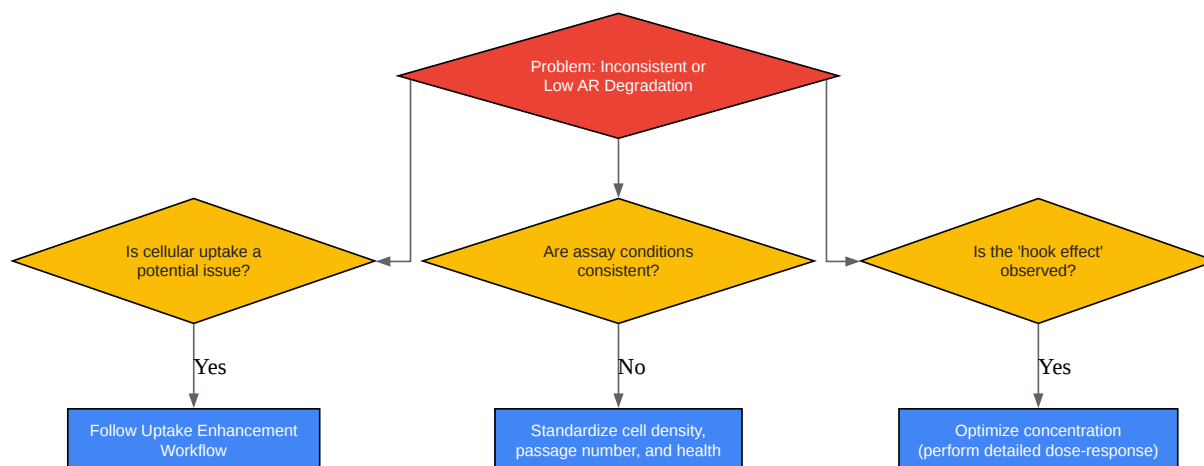 Problem: Inconsistent or
Low AR Degradation
Is cellular uptake a
potential issue?
Are assay conditions
consistent?
Is the 'hook effect'
observed?
Yes
No
Yes
Follow Uptake Enhancement
Workflow
Standardize cell density,
passage number, and health
Optimize concentration
(perform detailed dose-response)